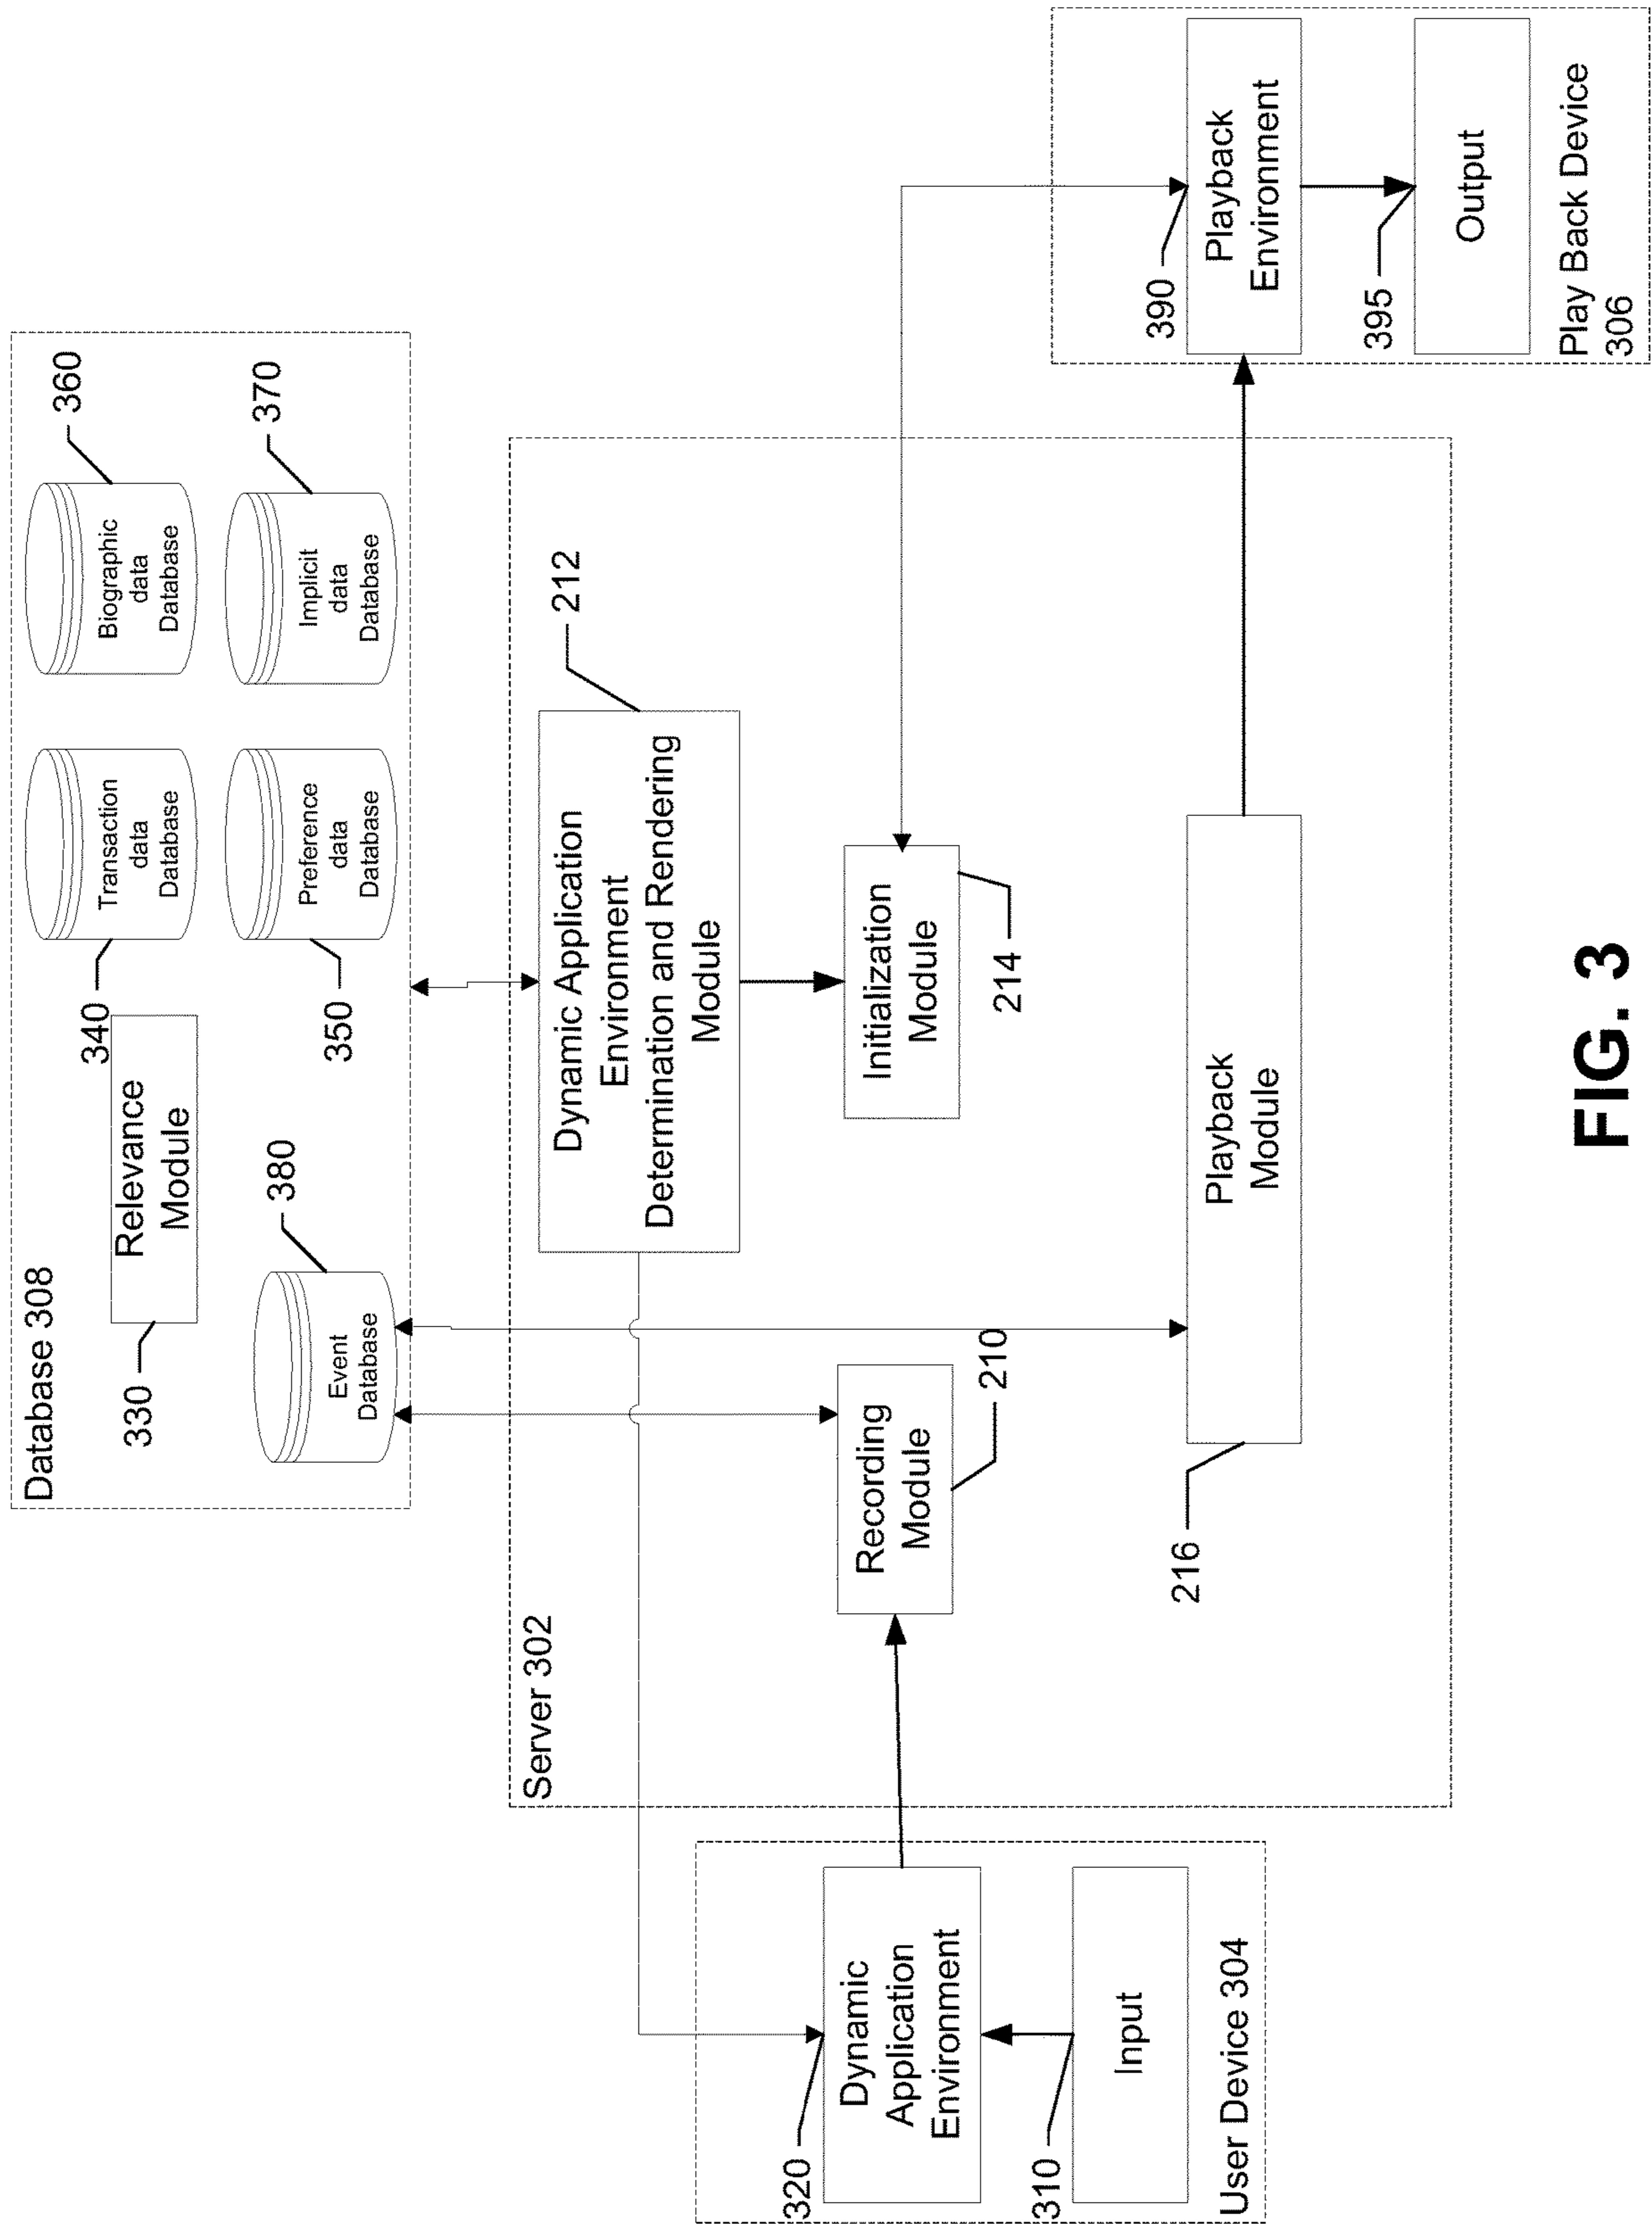 Database 308
330
Relevance
Module
340
Transaction
data
Database
Biographic
data
Database
360
380
Event
Database
350
Preference
data
Database
Implicit
data
Database
370
Server 302
Dynamic Application
Environment
Determination and Rendering
Module
212
Recording
Module
210
Initialization
Module
214
216
Playback
Module
320
Dynamic
Application
Environment
310
Input
User Device 304
390
Playback
Environment
395
Output
Play Back Device
306
FIG. 3